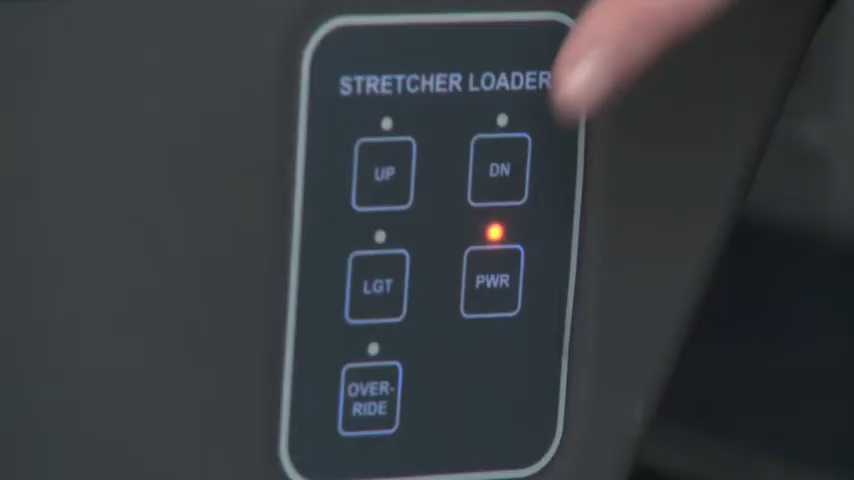 STRETCHER LOADER
UP
DN
LGT
PWR
OVER-
RIDE